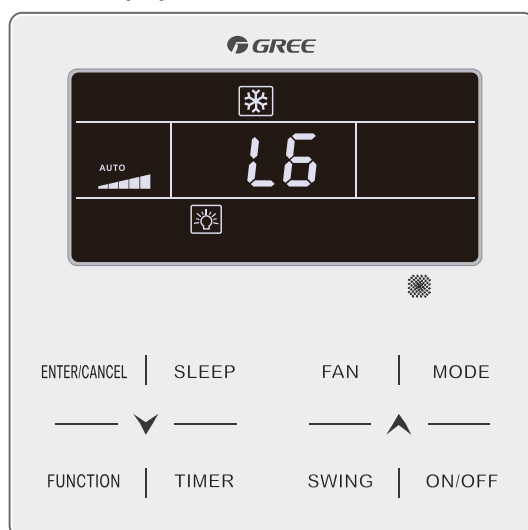 GREE
AUTO
L6
ENTER/CANCEL SLEEP FAN MODE
FUNCTION TIMER SWING ON/OFF